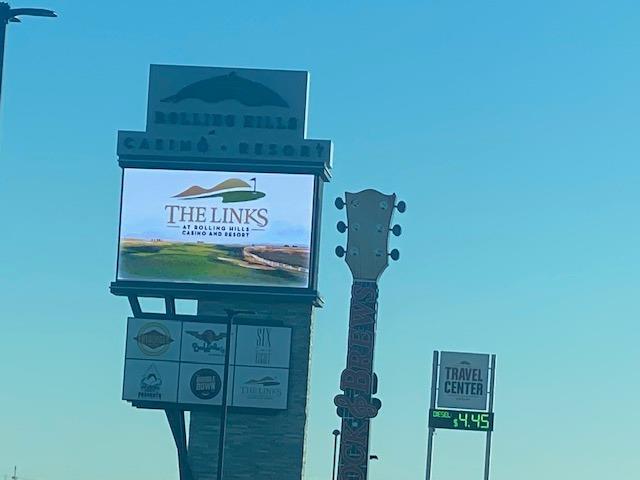 ROLLING HILLS
CASINO • RESORT
THE LINKS
AT ROLLING HILLS
CASINO AND RESORT
SIX
THE LINKS
ROCK & BREWS
TRAVEL
CENTER
DIESEL
$4.45